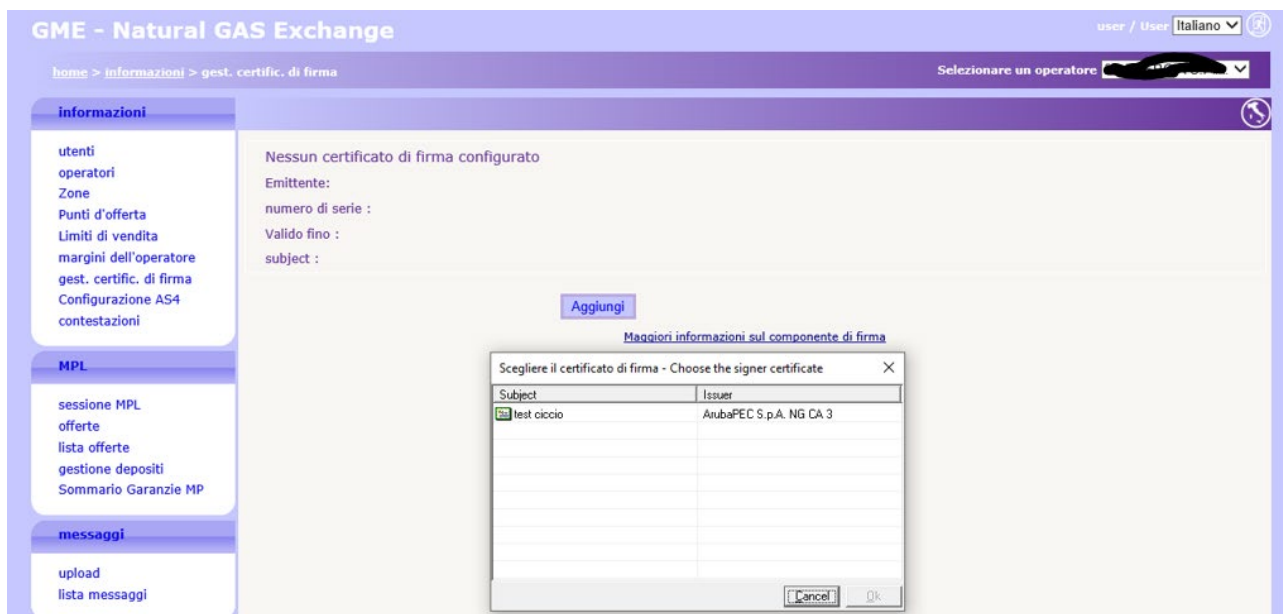 GME - Natural GAS Exchange
user / User Italiano
home > informazioni > gest. certific. di firma
Selezionare un operatore
informazioni
utenti
operatori
Zone
Punti d'offerta
Limiti di vendita
margini dell'operatore
gest. certific. di firma
Configurazione AS4
contestazioni
MPL
sessione MPL
offerte
lista offerte
gestione depositi
Sommario Garanzie MP
messaggi
upload
lista messaggi
Nessun certificato di firma configurato
Emittente:
numero di serie :
Valido fino :
subject :
Aggiungi
Maggiori informazioni sul componente di firma
Scegliere il certificato di firma - Choose the signer certificate
Subject Issuer
test ciccio ArubaPEC S.p.A. NG CA 3
Cancel Ok